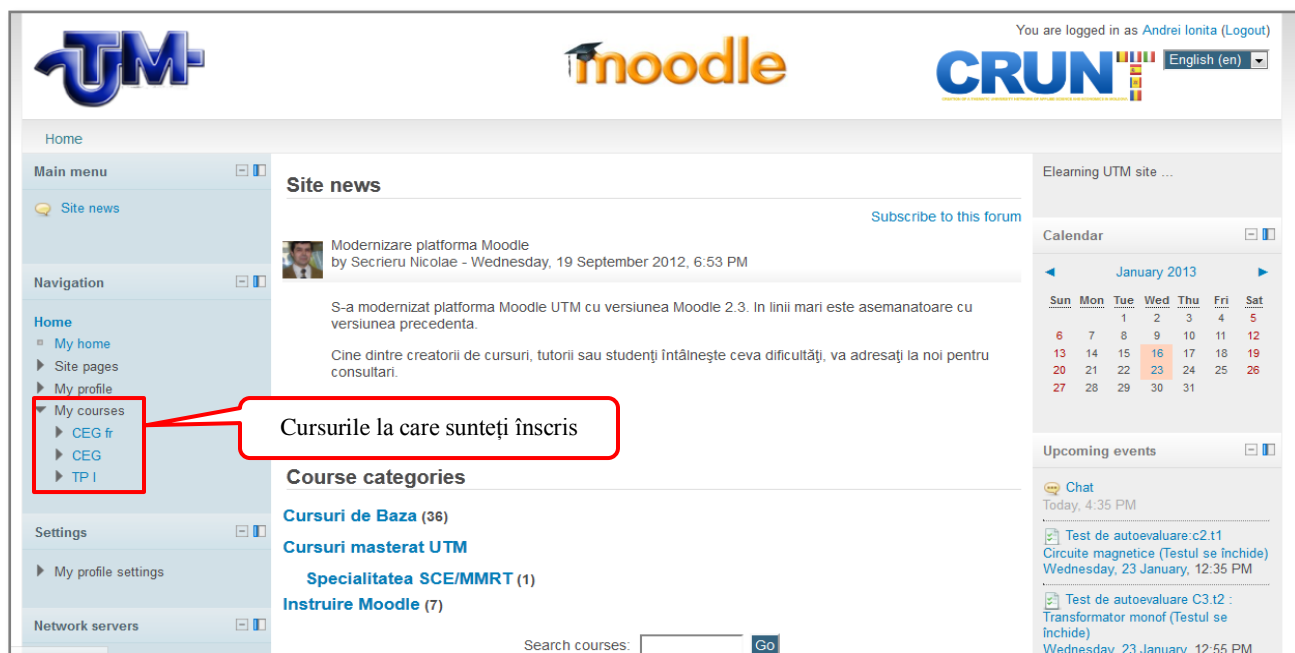 UTM
moodle
CRUNT
You are logged in as Andrei Ionita (Logout)
English (en)
Home
Main menu
Site news
Navigation
Home
My home
Site pages
My profile
My courses
CEG fr
CEG
TP I
Settings
My profile settings
Network servers
Site news
Subscribe to this forum
Modernizare platforma Moodle
by Secrieru Nicolae - Wednesday, 19 September 2012, 6:53 PM
S-a modernizat platforma Moodle UTM cu versiunea Moodle 2.3. In linii mari este asemanatoare cu
versiunea precedenta.
Cine dintre creatorii de cursuri, tutorii sau studenţi întâlneşte ceva dificultăţi, va adresaţi la noi pentru
consultari.
Cursurile la care sunteți înscris
Course categories
Cursuri de Baza (36)
Cursuri masterat UTM
Specialitatea SCE/MMRT (1)
Instruire Moodle (7)
Search courses: Go
Elearning UTM site ...
Calendar
◄ January 2013 ►
Sun Mon Tue Wed Thu Fri Sat
1 2 3 4 5
6 7 8 9 10 11 12
13 14 15 16 17 18 19
20 21 22 23 24 25 26
27 28 29 30 31
Upcoming events
Chat
Today, 4:35 PM
Test de autoevaluare:c2.t1
Circuite magnetice (Testul se închide)
Wednesday, 23 January, 12:35 PM
Test de autoevaluare C3.t2 :
Transformator monof (Testul se
închide)
Wednesday, 23 January, 12:55 PM